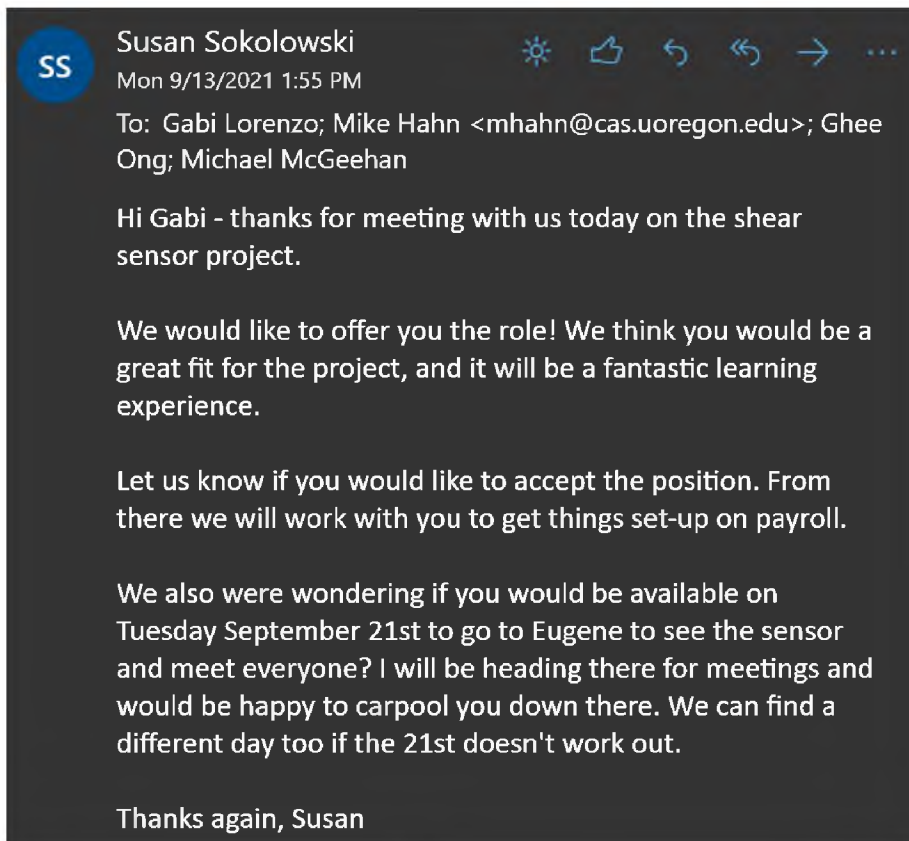 SS
Susan Sokolowski
Mon 9/13/2021 1:55 PM
To: Gabi Lorenzo; Mike Hahn <mhahn@cas.uoregon.edu>; Ghee
Ong; Michael McGeehan
Hi Gabi - thanks for meeting with us today on the shear
sensor project.
We would like to offer you the role! We think you would be a
great fit for the project, and it will be a fantastic learning
experience.
Let us know if you would like to accept the position. From
there we will work with you to get things set-up on payroll.
We also were wondering if you would be available on
Tuesday September 21st to go to Eugene to see the sensor
and meet everyone? I will be heading there for meetings and
would be happy to carpool you down there. We can find a
different day too if the 21st doesn't work out.
Thanks again, Susan